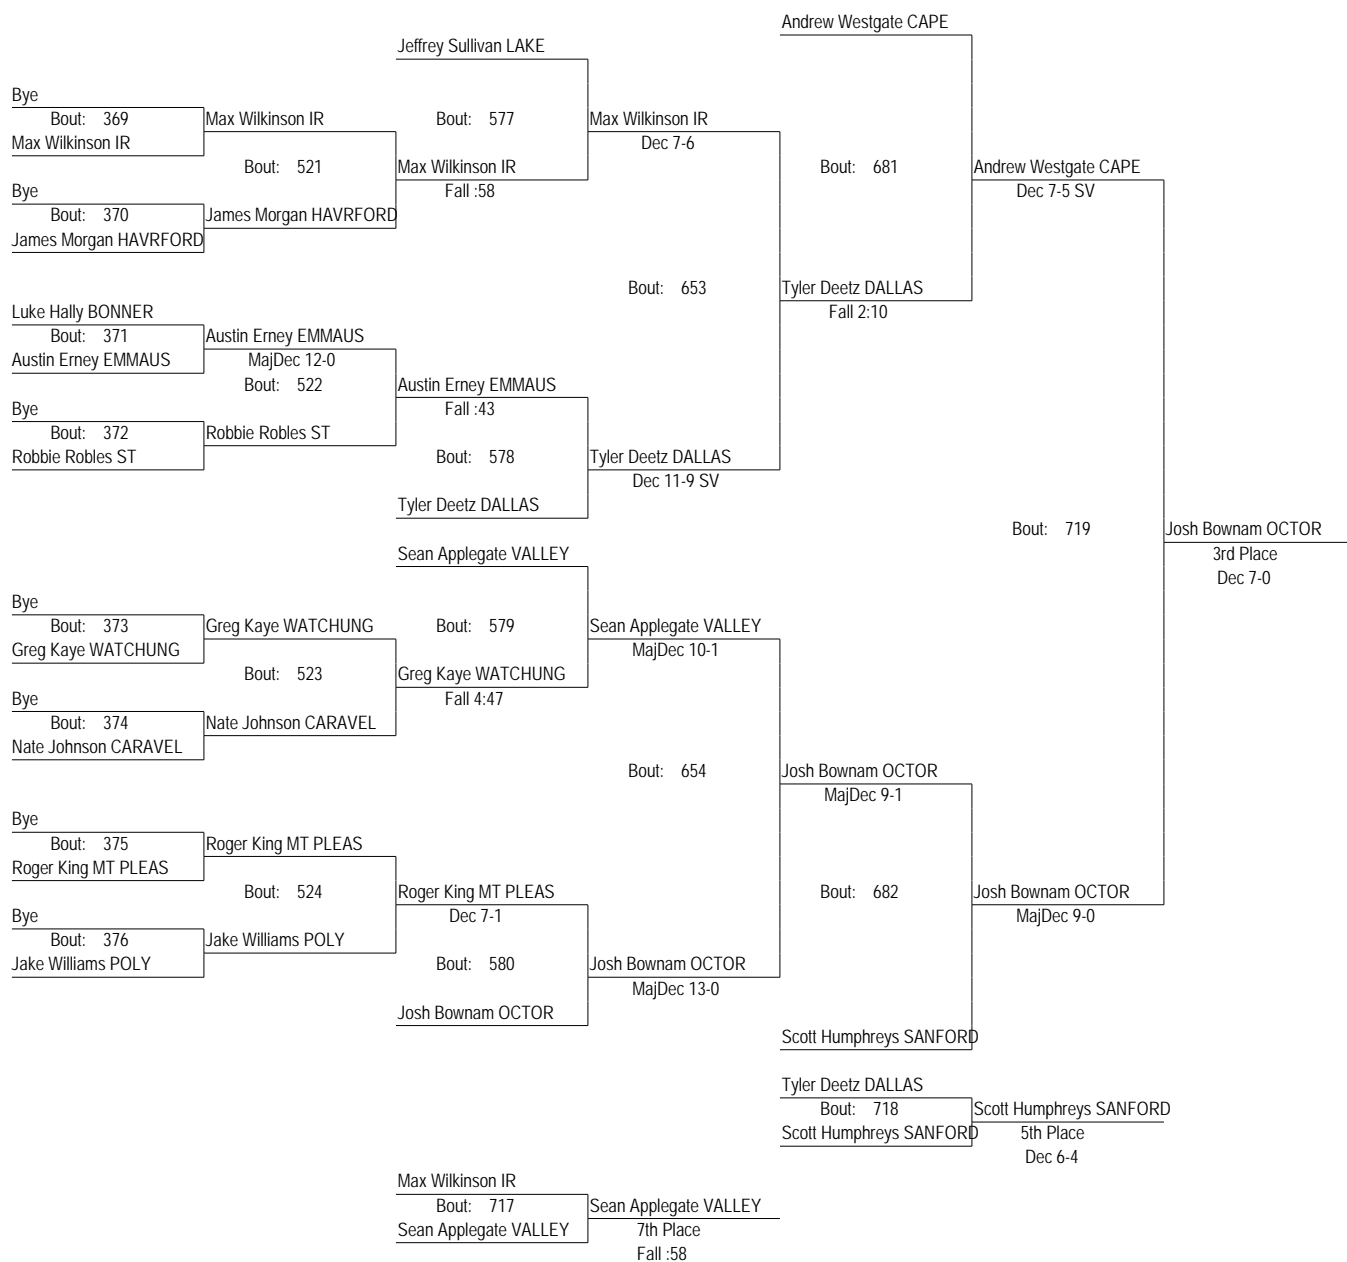 Andrew Westgate CAPE
Jeffrey Sullivan LAKE
Bye
Bout: 369
Max Wilkinson IR
Max Wilkinson IR
Bout: 577
Max Wilkinson IR
Dec 7-6
Bout: 521
Max Wilkinson IR
Fall :58
Bout: 681
Andrew Westgate CAPE
Dec 7-5 SV
Bye
Bout: 370
James Morgan HAVRFORD
James Morgan HAVRFORD
Bout: 653
Tyler Deetz DALLAS
Fall 2:10
Luke Hally BONNER
Bout: 371
Austin Erney EMMAUS
Austin Erney EMMAUS
MajDec 12-0
Bout: 522
Austin Erney EMMAUS
Fall :43
Bye
Bout: 372
Robbie Robles ST
Robbie Robles ST
Bout: 578
Tyler Deetz DALLAS
Dec 11-9 SV
Tyler Deetz DALLAS
Bout: 719
Josh Bownam OCTOR
3rd Place
Dec 7-0
Sean Applegate VALLEY
Bye
Bout: 373
Greg Kaye WATCHUNG
Greg Kaye WATCHUNG
Bout: 579
Sean Applegate VALLEY
MajDec 10-1
Bout: 523
Greg Kaye WATCHUNG
Fall 4:47
Bye
Bout: 374
Nate Johnson CARAVEL
Nate Johnson CARAVEL
Bout: 654
Josh Bownam OCTOR
MajDec 9-1
Bye
Bout: 375
Roger King MT PLEAS
Roger King MT PLEAS
Bout: 524
Roger King MT PLEAS
Dec 7-1
Bout: 682
Josh Bownam OCTOR
MajDec 9-0
Bye
Bout: 376
Jake Williams POLY
Jake Williams POLY
Bout: 580
Josh Bownam OCTOR
MajDec 13-0
Josh Bownam OCTOR
Scott Humphreys SANFORD
Tyler Deetz DALLAS
Bout: 718
Scott Humphreys SANFORD
Scott Humphreys SANFORD
5th Place
Dec 6-4
Max Wilkinson IR
Bout: 717
Sean Applegate VALLEY
Sean Applegate VALLEY
7th Place
Fall :58